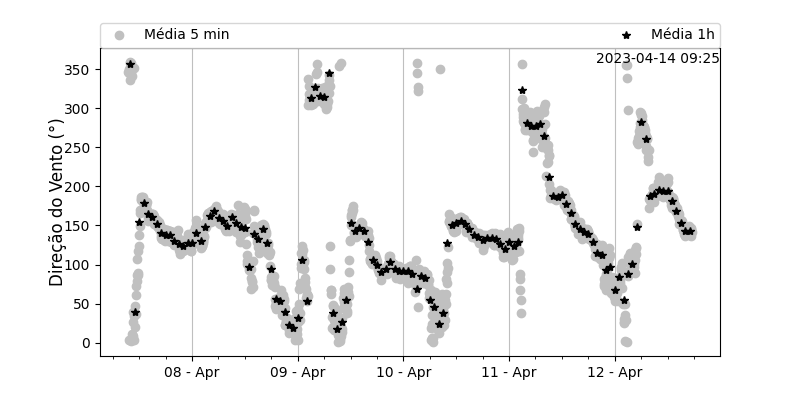 Média 5 min
Média 1h
2023-04-14 09:25
Direção do Vento (°)
350
300
250
200
150
100
50
0
08 - Apr
09 - Apr
10 - Apr
11 - Apr
12 - Apr